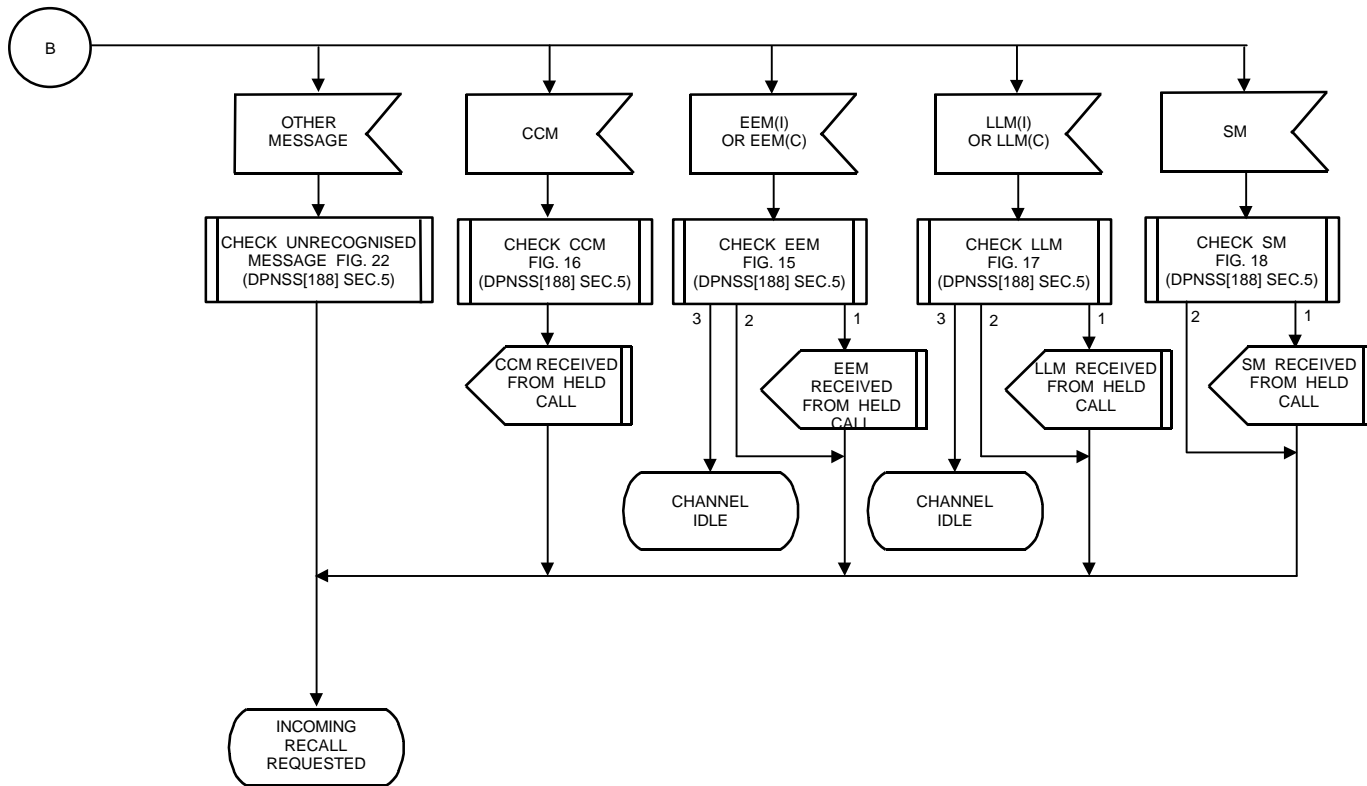 B
OTHER
MESSAGE
CCM
EEM(I)
OR EEM(C)
LLM(I)
OR LLM(C)
SM
CHECK UNRECOGNISED
MESSAGE FIG. 22
(DPNSS[188] SEC.5)
CHECK CCM
FIG. 16
(DPNSS[188] SEC.5)
CHECK EEM
FIG. 15
(DPNSS[188] SEC.5)
CHECK LLM
FIG. 17
(DPNSS[188] SEC.5)
CHECK SM
FIG. 18
(DPNSS[188] SEC.5)
3
2
1
3
2
1
2
1
CCM RECEIVED
FROM HELD
CALL
EEM
RECEIVED
FROM HELD
CALL
LLM RECEIVED
FROM HELD
CALL
SM RECEIVED
FROM HELD
CALL
CHANNEL
IDLE
CHANNEL
IDLE
INCOMING
RECALL
REQUESTED